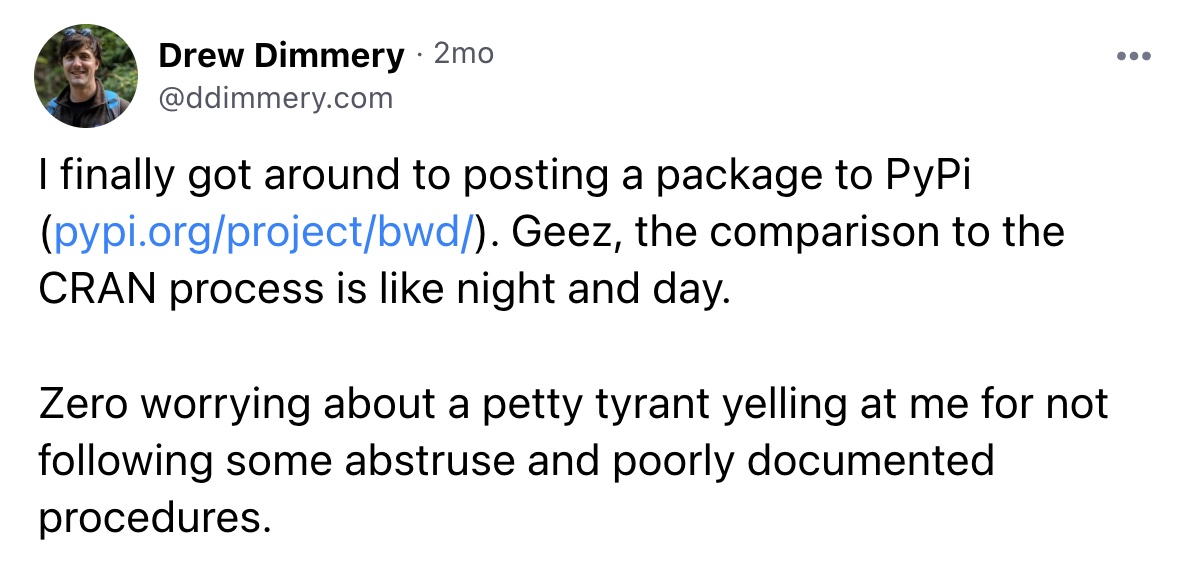 Drew Dimmery · 2mo
@ddimmery.com
I finally got around to posting a package to PyPi
(pypi.org/project/bwd/). Geez, the comparison to the
CRAN process is like night and day.
Zero worrying about a petty tyrant yelling at me for not
following some abstruse and poorly documented
procedures.